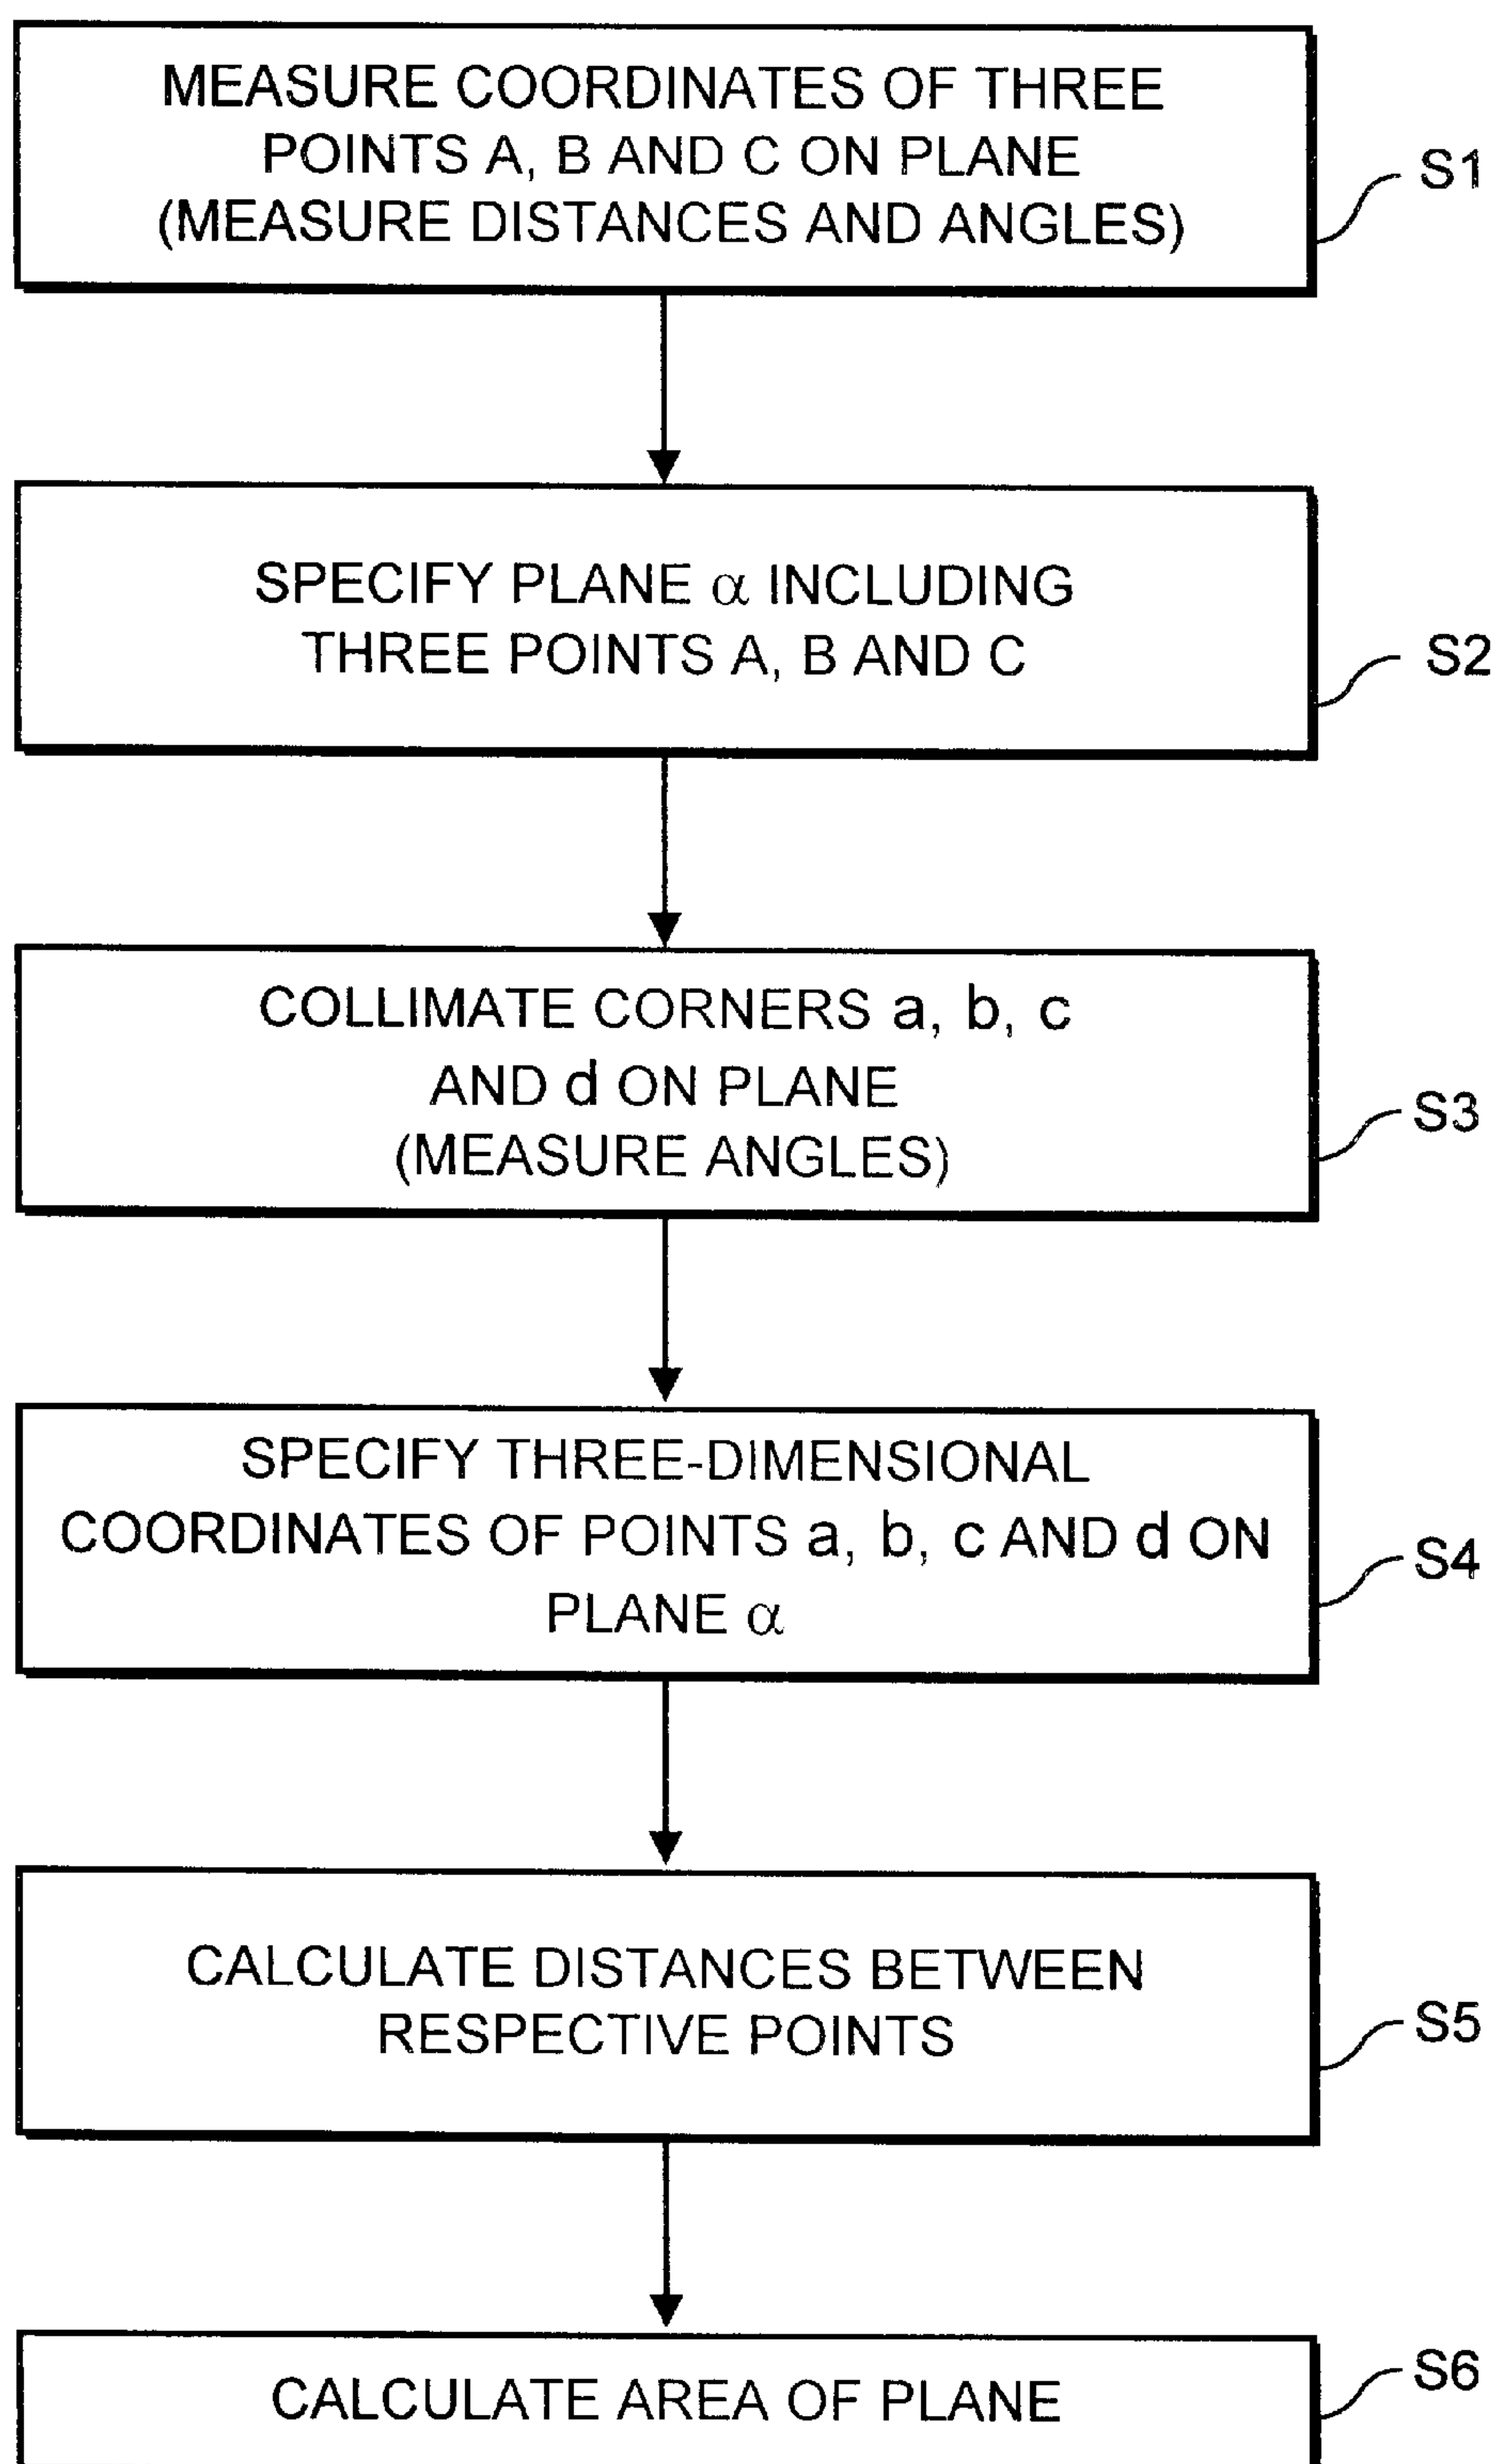 MEASURE COORDINATES OF THREE
POINTS A, B AND C ON PLANE
(MEASURE DISTANCES AND ANGLES)
S1
SPECIFY PLANE α INCLUDING
THREE POINTS A, B AND C
S2
COLLIMATE CORNERS a, b, c
AND d ON PLANE
(MEASURE ANGLES)
S3
SPECIFY THREE-DIMENSIONAL
COORDINATES OF POINTS a, b, c AND d ON
PLANE α
S4
CALCULATE DISTANCES BETWEEN
RESPECTIVE POINTS
S5
CALCULATE AREA OF PLANE
S6